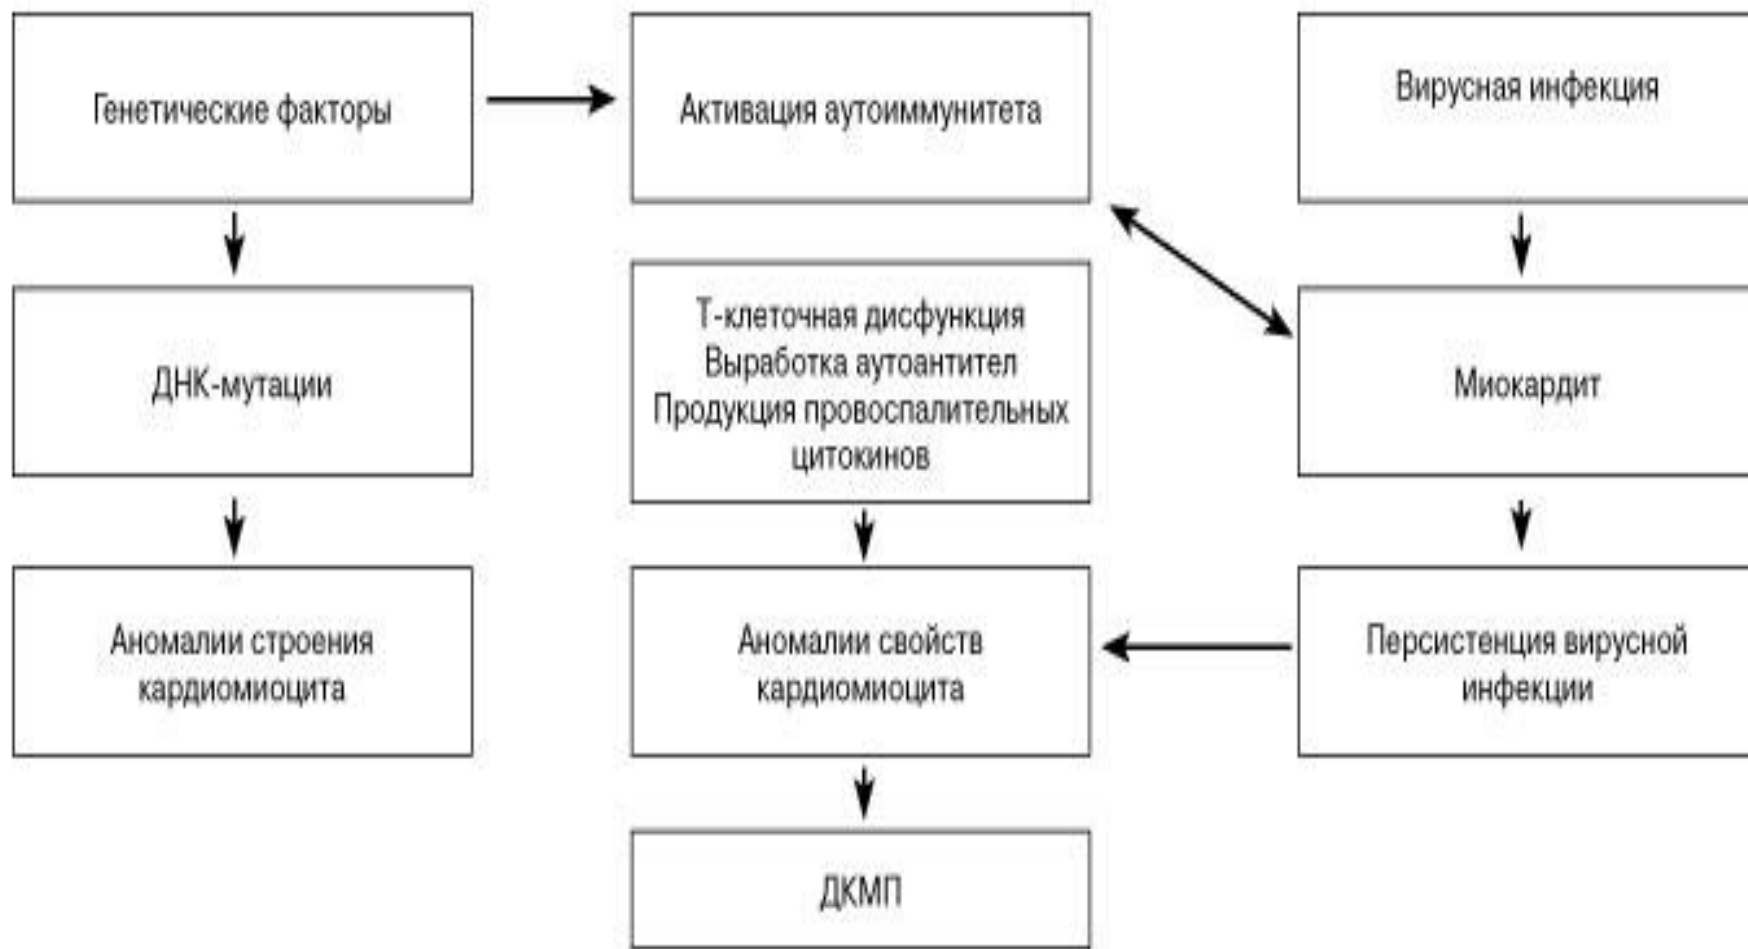 Генетические факторы
Активация аутоиммунитета
Вирусная инфекция
ДНК-мутации
Т-клеточная дисфункция
Выработка аутоантител
Продукция провоспалительных
цитокинов
Миокардит
Аномалии строения
кардиомиоцита
Аномалии свойств
кардиомиоцита
Персистенция вирусной
инфекции
ДКМП